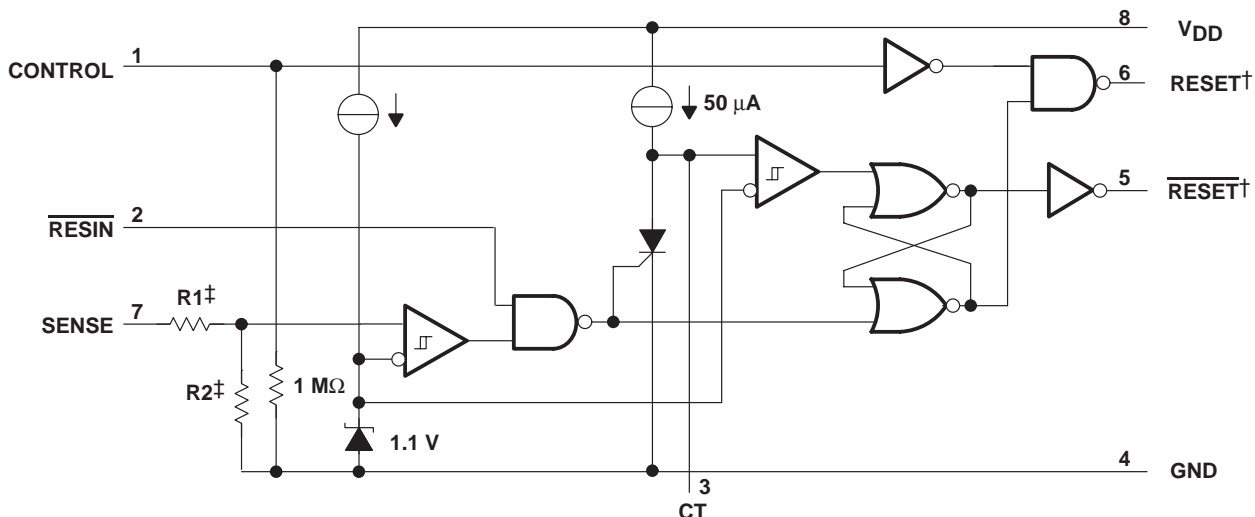 8
VDD
CONTROL
1
6
RESET†
50 μA
5
RESET†
RESIN
2
SENSE
7
R1‡
R2‡
1 MΩ
1.1 V
4
GND
3
CT